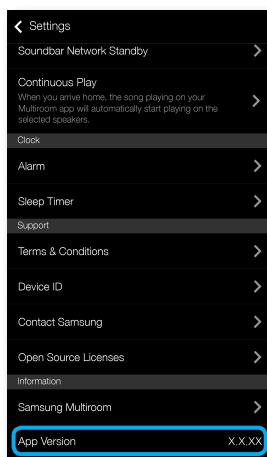 Settings
Soundbar Network Standby
Continuous Play
When you arrive home, the song playing on your
Multiroom app will automatically start playing on the
selected speakers.
Clock
Alarm
Sleep Timer
Support
Terms & Conditions
Device ID
Contact Samsung
Open Source Licenses
Information
Samsung Multiroom
App Version X,X,XX